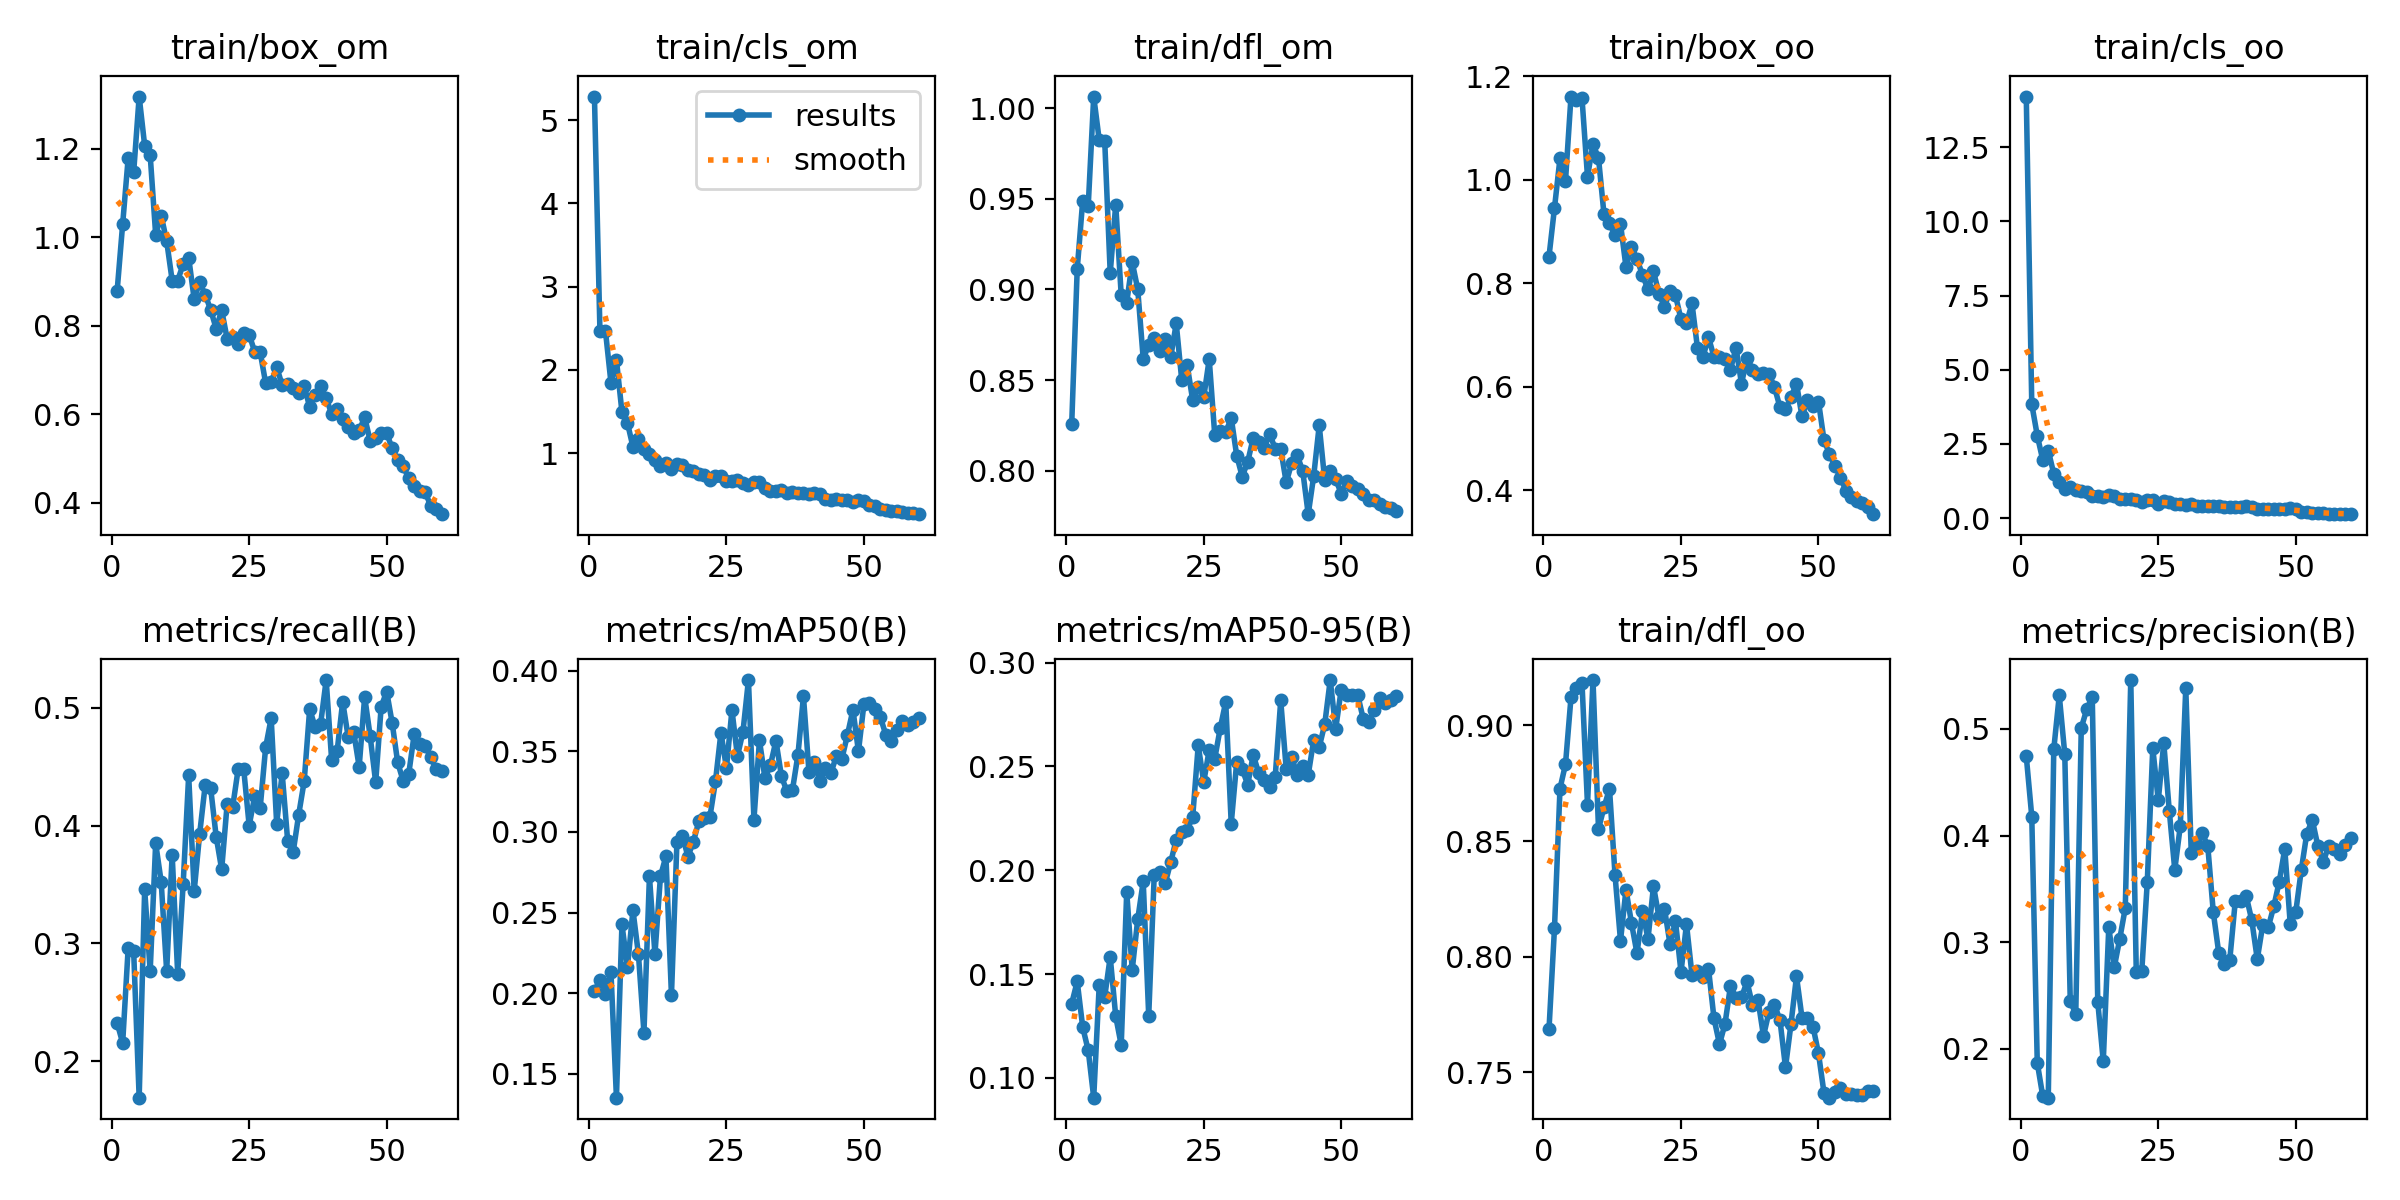 train/box_om
1.2
1.0
0.8
0.6
0.4
0 25 50
train/cls_om
results
smooth
5
4
3
2
1
0 25 50
train/dfl_om
1.00
0.95
0.90
0.85
0.80
0 25 50
train/box_oo
1.2
1.0
0.8
0.6
0.4
0 25 50
train/cls_oo
12.5
10.0
7.5
5.0
2.5
0.0
0 25 50
metrics/recall(B)
0.5
0.4
0.3
0.2
0 25 50
metrics/mAP50(B)
0.40
0.35
0.30
0.25
0.20
0.15
0 25 50
metrics/mAP50-95(B)
0.30
0.25
0.20
0.15
0.10
0 25 50
train/dfl_oo
0.90
0.85
0.80
0.75
0 25 50
metrics/precision(B)
0.5
0.4
0.3
0.2
0 25 50